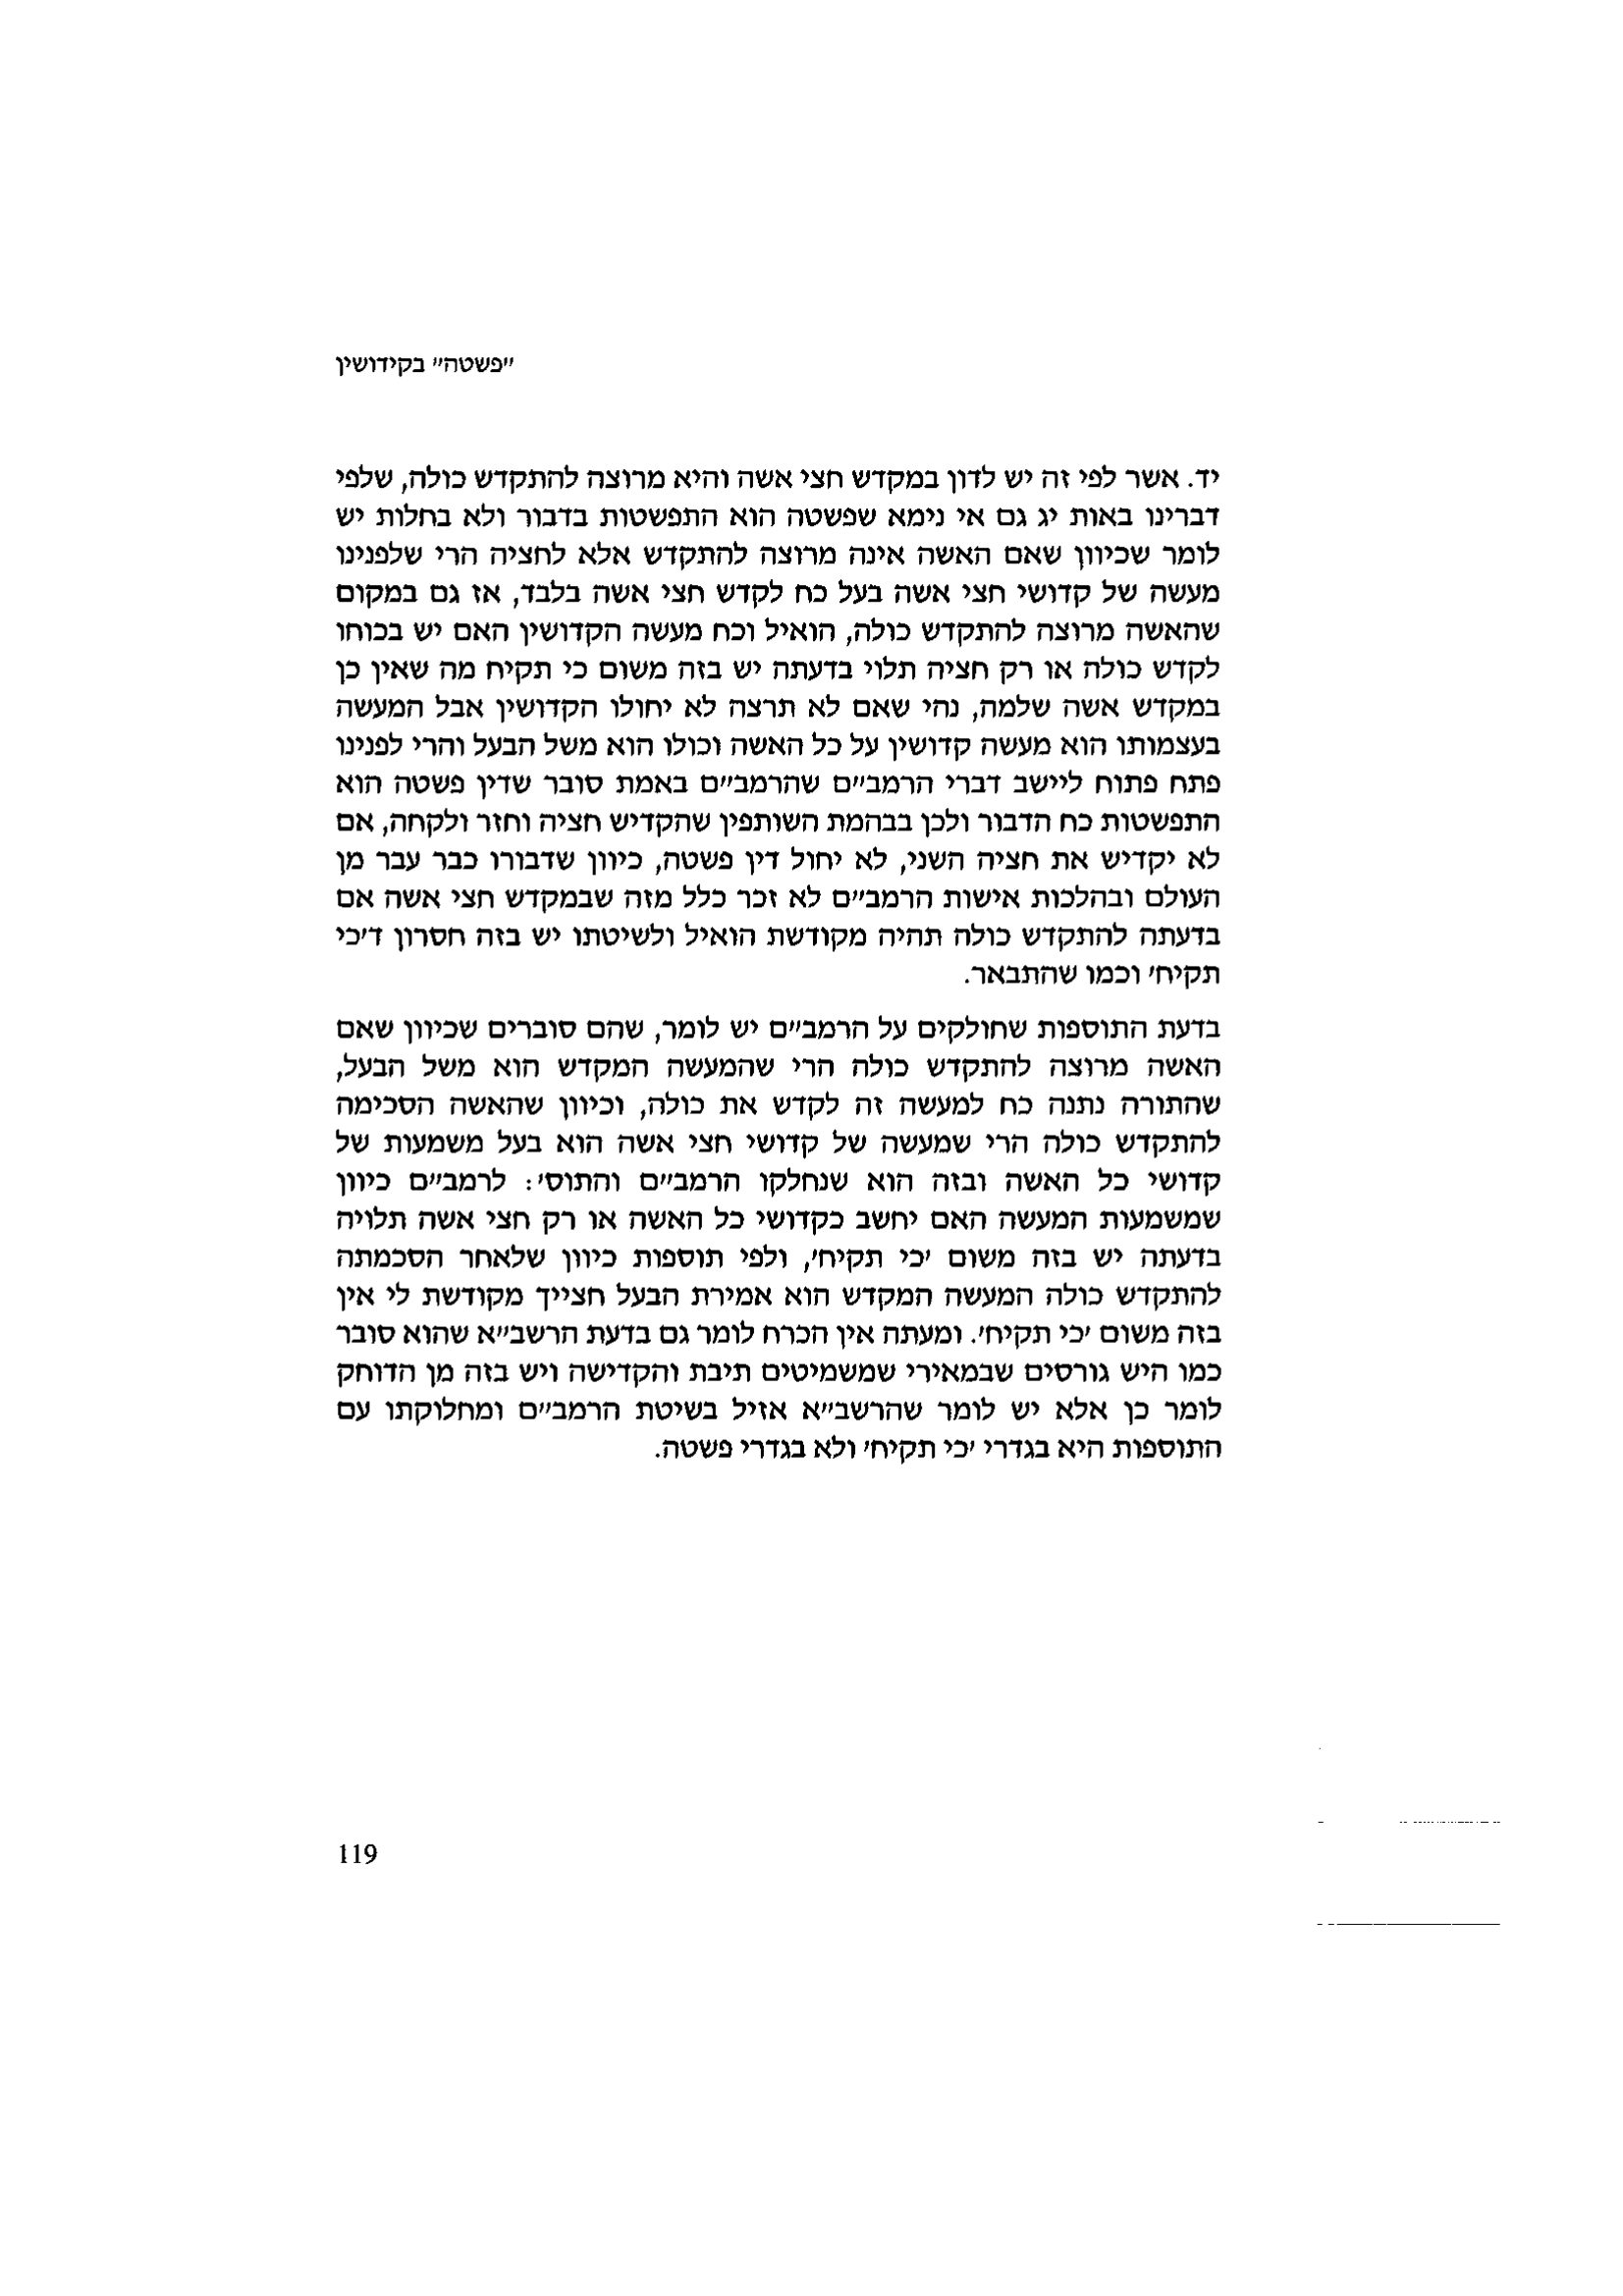 "פשטה" בקידושין
יד. אשר לפי זה יש לדון במקדש חצי אשה והיא מרוצה להתקדש כולה, שלפי
דברינו באות יג גם אי נימא שפשטה הוא התפשטות בדבור ולא בחלות יש
לומר שכיוון שאם האשה אינה מרוצה להתקדש אלא לחציה הרי שלפנינו
מעשה של קדושי חצי אשה בעל כח לקדש חצי אשה בלבד, אז גם במקום
שהאשה מרוצה להתקדש כולה, הואיל וכח מעשה הקדושין האם יש בכוחו
לקדש כולה או רק חציה תלוי בדעתה יש בזה משום כי תקיח מה שאין כן
במקדש אשה שלמה, נהי שאם לא תרצה לא יחולו הקדושין אבל המעשה
בעצמותו הוא מעשה קדושין על כל האשה וכולו הוא משל הבעל והרי לפנינו
פתח פתוח ליישב דברי הרמב"ם שהרמב"ם באמת סובר שדין פשטה הוא
התפשטות כח הדבור ולכן בבהמת השותפין שהקדיש חציה וחזר ולקחה, אם
לא יקדיש את חציה השני, לא יחול דין פשטה, כיוון שדבורו כבר עבר מן
העולם ובהלכות אישות הרמב"ם לא זכר כלל מזה שבמקדש חצי אשה אם
בדעתה להתקדש כולה תהיה מקודשת הואיל ולשיטתו יש בזה חסרון ד'כי
תקיח' וכמו שהתבאר.
בדעת התוספות שחולקים על הרמב"ם יש לומר, שהם סוברים שכיוון שאם
האשה מרוצה להתקדש כולה הרי שהמעשה המקדש הוא משל הבעל,
שהתורה נתנה כח למעשה זה לקדש את כולה, וכיוון שהאשה הסכימה
להתקדש כולה הרי שמעשה של קדושי חצי אשה הוא בעל משמעות של
קדושי כל האשה ובזה הוא שנחלקו הרמב"ם והתוס': לרמב"ם כיוון
שמשמעות המעשה האם יחשב כקדושי כל האשה או רק חצי אשה תלויה
בדעתה יש בזה משום 'כי תקיח', ולפי תוספות כיוון שלאחר הסכמתה
להתקדש כולה המעשה המקדש הוא אמירת הבעל חצייך מקודשת לי אין
בזה משום 'כי תקיח'. ומעתה אין הכרח לומר גם בדעת הרשב"א שהוא סובר
כמו היש גורסים שבמאירי שמשמיטים תיבת והקדישה ויש בזה מן הדוחק
לומר כן אלא יש לומר שהרשב"א אזיל בשיטת הרמב"ם ומחלוקתו עם
התוספות היא בגדרי 'כי תקיח' ולא בגדרי פשטה.
119